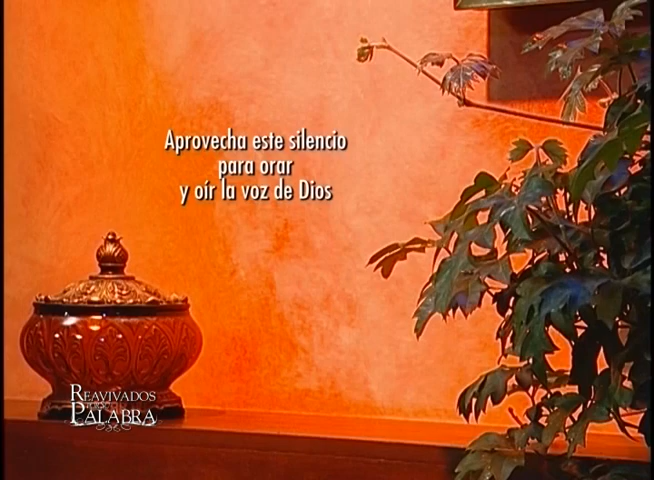 Aprovecha este silencio
para orar
y oír la voz de Dios
REAVIVADOS
PALABRA